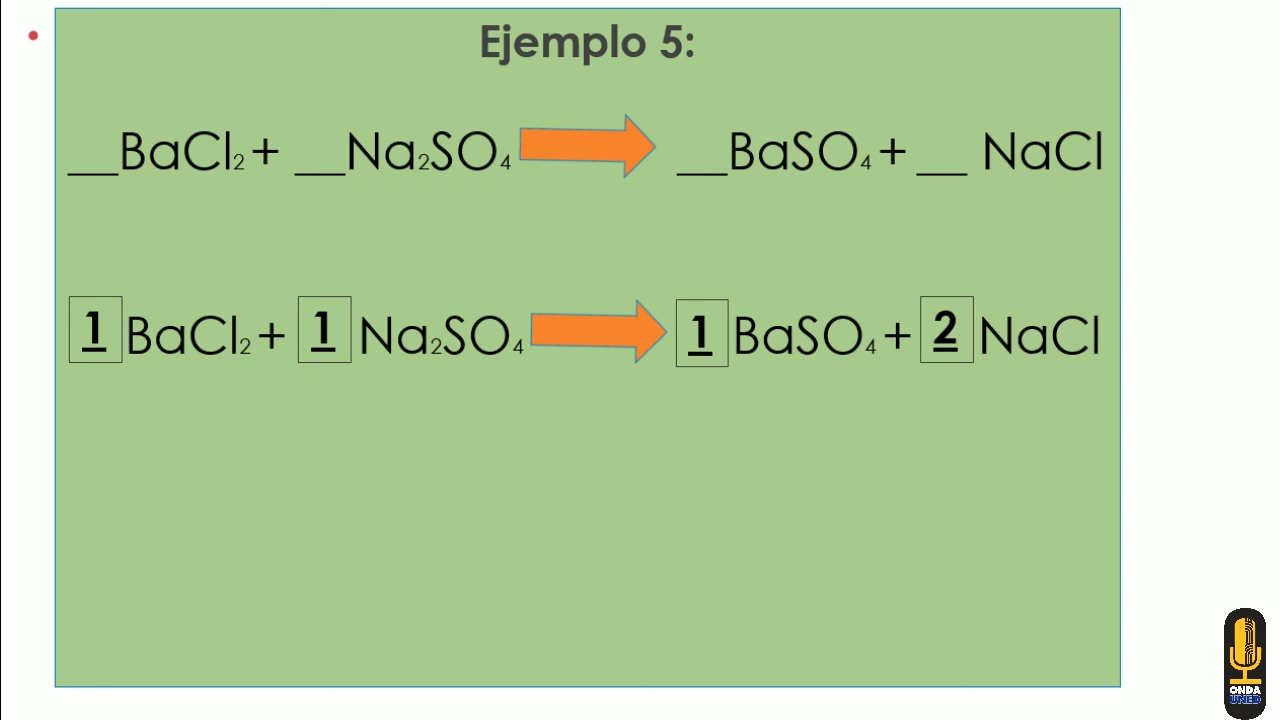 Ejemplo 5:
__BaCl₂ + __Na₂SO₄ __BaSO₄ + __ NaCl
1 BaCl₂ + 1 Na₂SO₄ 1 BaSO₄ + 2 NaCl
ONDA
UNED